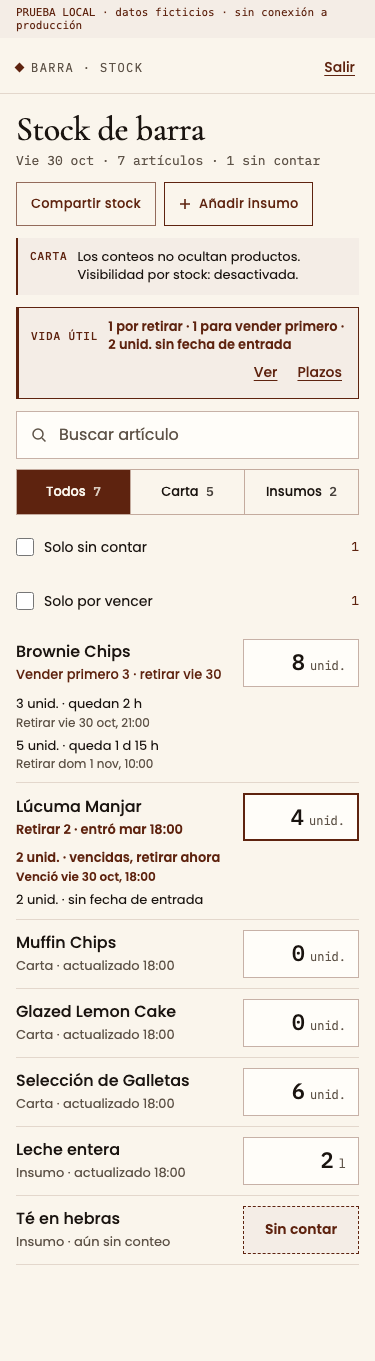 PRUEBA LOCAL · datos ficticios · sin conexión a
producción
BARRA · STOCK
Salir
Stock de barra
Vie 30 oct · 7 artículos · 1 sin contar
Compartir stock
+ Añadir insumo
CARTA
Los conteos no ocultan productos.
Visibilidad por stock: desactivada.
VIDA ÚTIL
1 por retirar · 1 para vender primero ·
2 unid. sin fecha de entrada
Ver
Plazos
Buscar artículo
Todos 7
Carta 5
Insumos 2
Solo sin contar 1
Solo por vencer 1
Brownie Chips
8 unid.
Vender primero 3 · retirar vie 30
3 unid. · quedan 2 h
Retirar vie 30 oct, 21:00
5 unid. · queda 1 d 15 h
Retirar dom 1 nov, 10:00
Lúcuma Manjar
4 unid.
Retirar 2 · entró mar 18:00
2 unid. · vencidas, retirar ahora
Venció vie 30 oct, 18:00
2 unid. · sin fecha de entrada
Muffin Chips
0 unid.
Carta · actualizado 18:00
Glazed Lemon Cake
0 unid.
Carta · actualizado 18:00
Selección de Galletas
6 unid.
Carta · actualizado 18:00
Leche entera
2 l
Insumo · actualizado 18:00
Té en hebras
Sin contar
Insumo · aún sin conteo